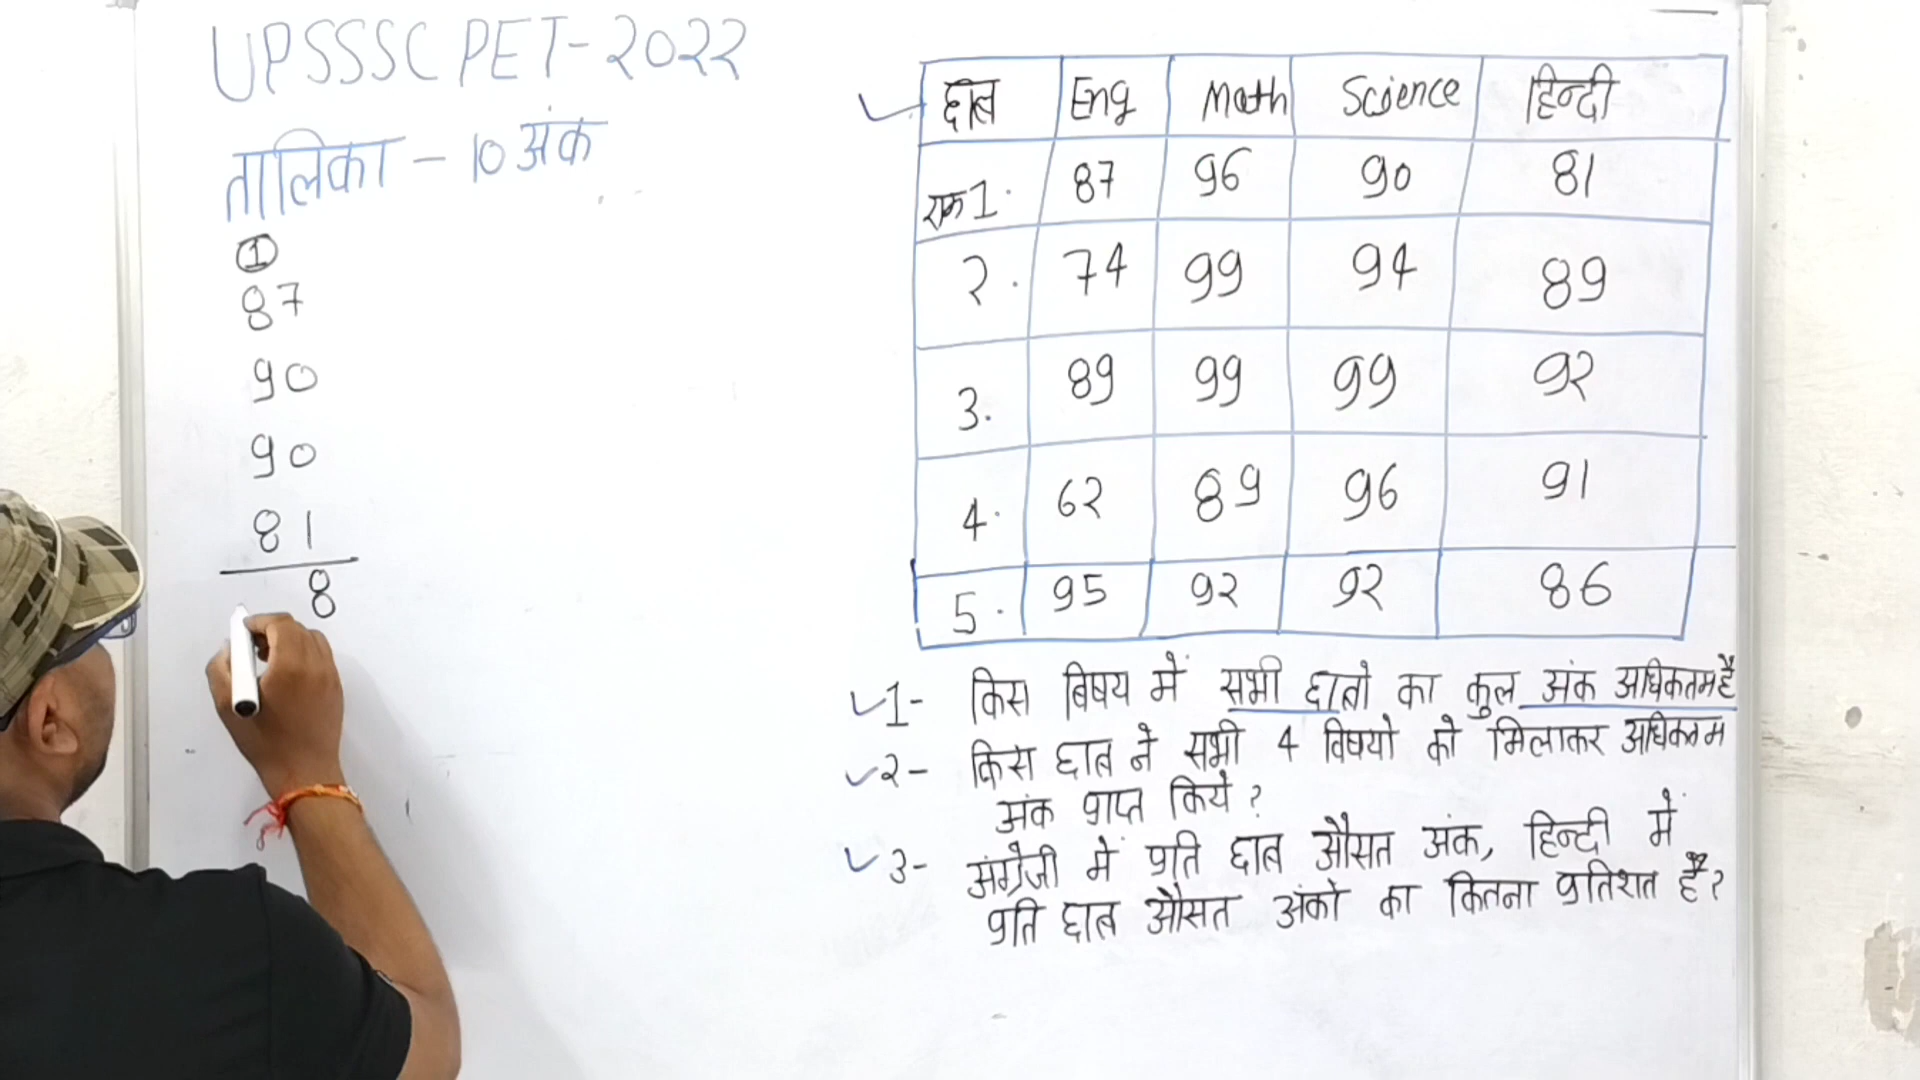 UPSSSC PET-2022
तालिका - 10 अंक
①
87
90
90
81
8
छात्र Eng Math Science हिन्दी
1. 87 96 90 81
2. 74 99 94 89
3. 89 99 99 92
4. 62 89 96 91
5. 95 92 92 86
1- किस विषय में सभी छात्रो का कुल अंक अधिकतम है
2- किस छात्र ने सभी 4 विषयो को मिलाकर अधिकतम
अंक प्राप्त किये ?
3- अंग्रेजी में प्रति छात्र औसत अंक, हिन्दी में
प्रति छात्र औसत अंको का कितना प्रतिशत है ?